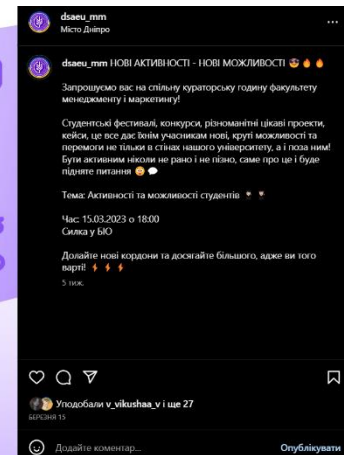 dsaeu_mm
Місто Дніпро
dsaeu_mm НОВІ АКТИВНОСТІ - НОВІ МОЖЛИВОСТІ 😍🔥🔥
Запрошуємо вас на спільну кураторську годину факультету
менеджменту і маркетингу!
Студентські фестивалі, конкурси, різноманітні цікаві проекти,
кейси, це все дає їхнім учасникам нові, круті можливості та
перемоги не тільки в стінах нашого університету, а і поза ним!
Бути активним ніколи не рано і не пізно, саме про це і буде
підняте питання
Тема: Активності та можливості студентів
Час: 15.03.2023 о 18:00
Силка у БІО
Долайте нові кордони та досягайте більшого, адже ви того
варті! ⚡⚡⚡
5 тиж.
Уподобали v_vikushaa_v і ще 27
БЕРЕЗНЯ 15
Додайте коментар...
Опублікувати